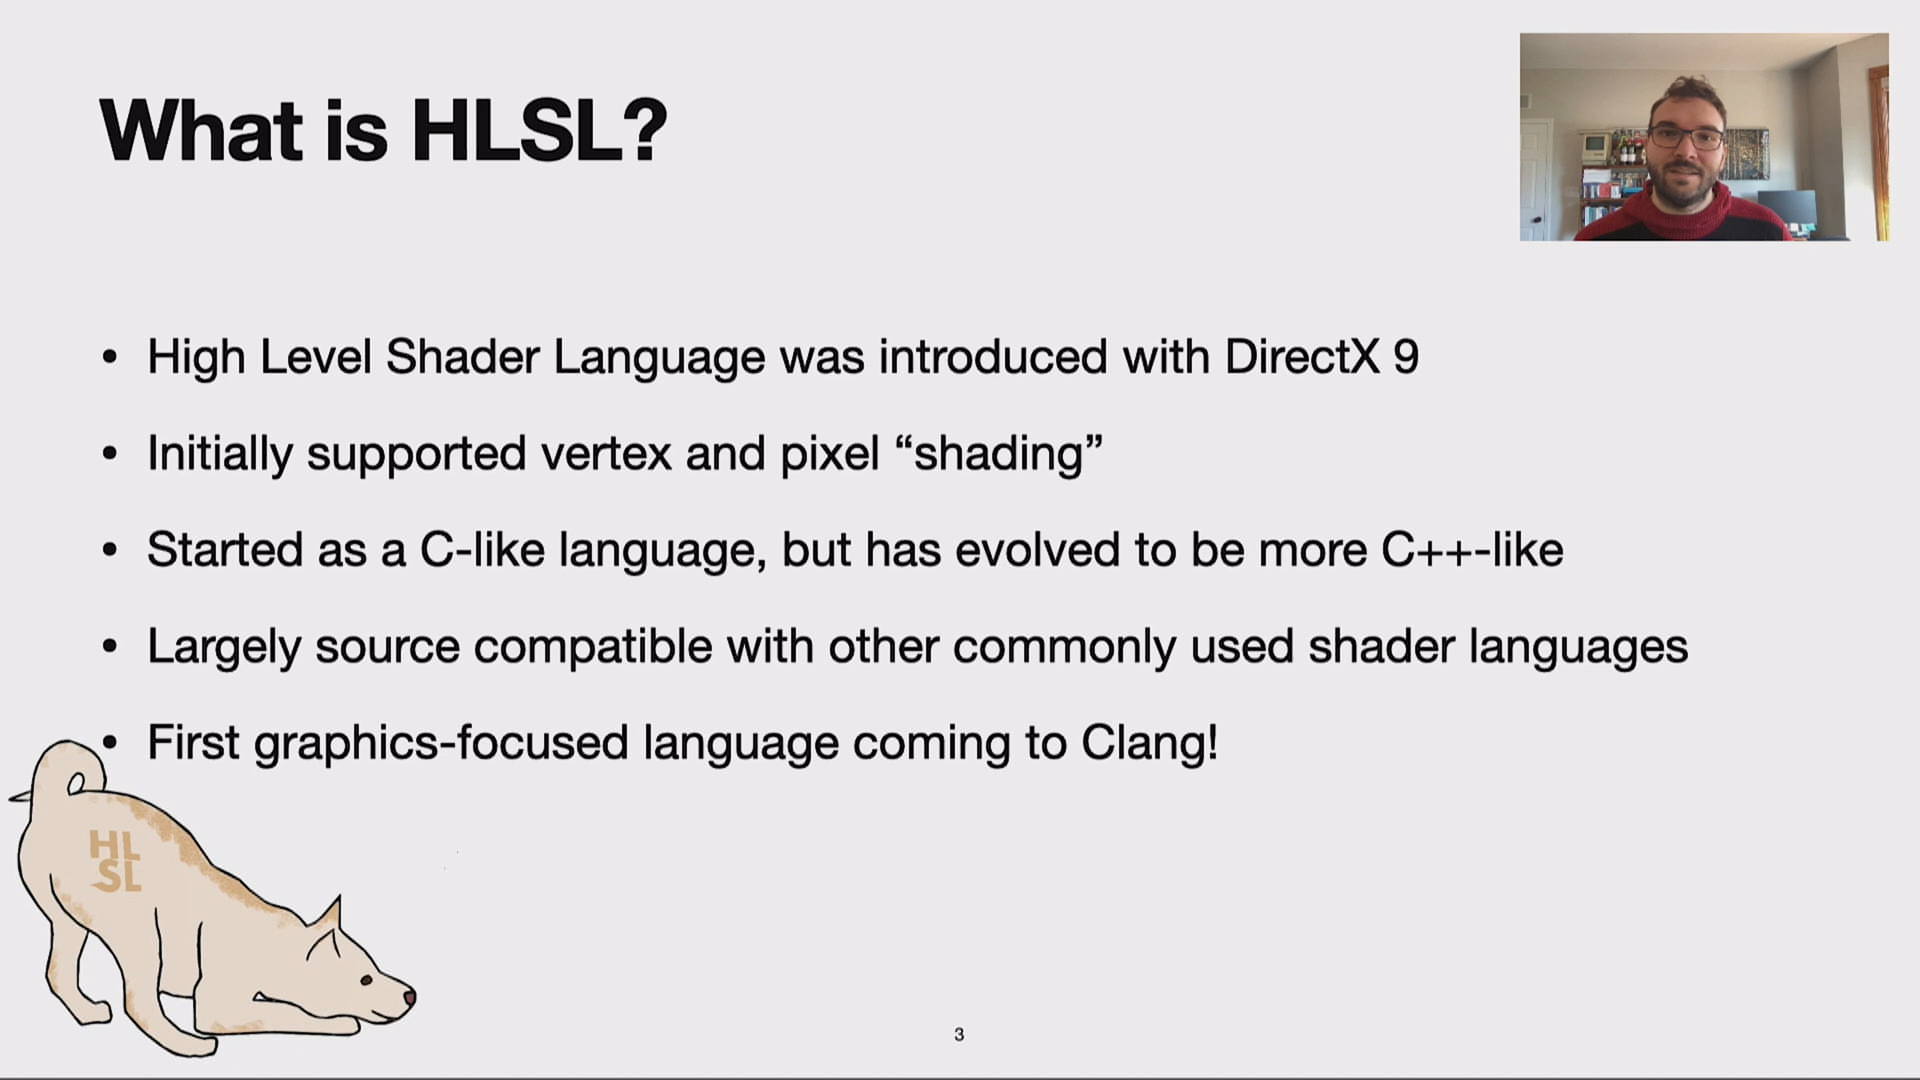 What is HLSL?
• High Level Shader Language was introduced with DirectX 9
• Initially supported vertex and pixel “shading”
• Started as a C-like language, but has evolved to be more C++-like
• Largely source compatible with other commonly used shader languages
• First graphics-focused language coming to Clang!
HL
SL
3